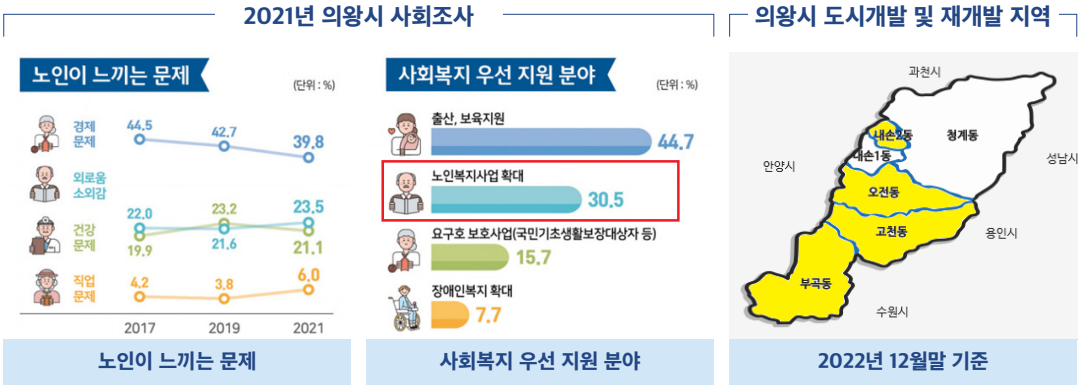 2021년 의왕시 사회조사
노인이 느끼는 문제
(단위 : %)
경제
문제
44.5
42.7
39.8
외로움
소외감
22.0
23.2
23.5
건강
문제
19.9
21.6
21.1
직업
문제
4.2
3.8
6.0
2017
2019
2021
노인이 느끼는 문제
사회복지 우선 지원 분야
(단위 : %)
출산, 보육지원
44.7
노인복지사업 확대
30.5
요구호 보호사업(국민기초생활보장대상자 등)
15.7
장애인복지 확대
7.7
사회복지 우선 지원 분야
의왕시 도시개발 및 재개발 지역
과천시
내손2동
청계동
내손1동
성남시
안양시
오전동
고천동
용인시
부곡동
수원시
2022년 12월말 기준